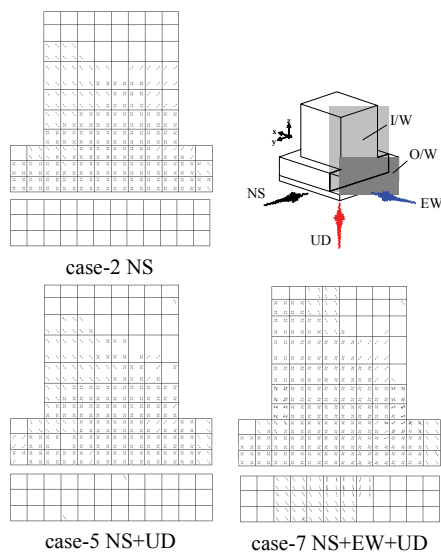 z
x
y
I/W
O/W
NS
EW
UD
case-2 NS
case-5 NS+UD
case-7 NS+EW+UD